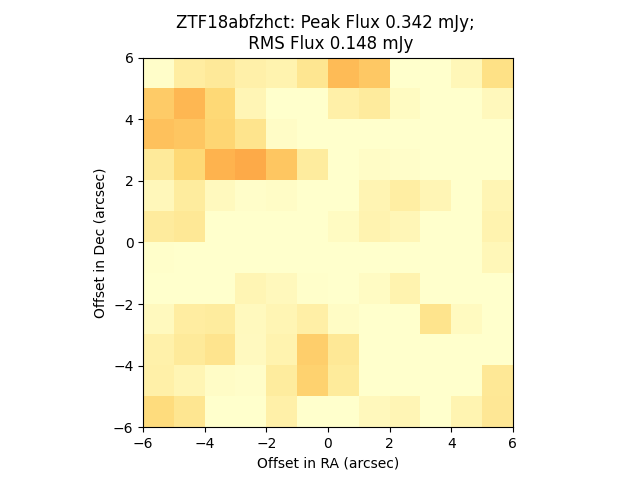 ZTF18abfzhct: Peak Flux 0.342 mJy;
RMS Flux 0.148 mJy
6
4
2
0
−2
−4
−6
Offset in Dec (arcsec)
−6 −4 −2 0 2 4 6
Offset in RA (arcsec)